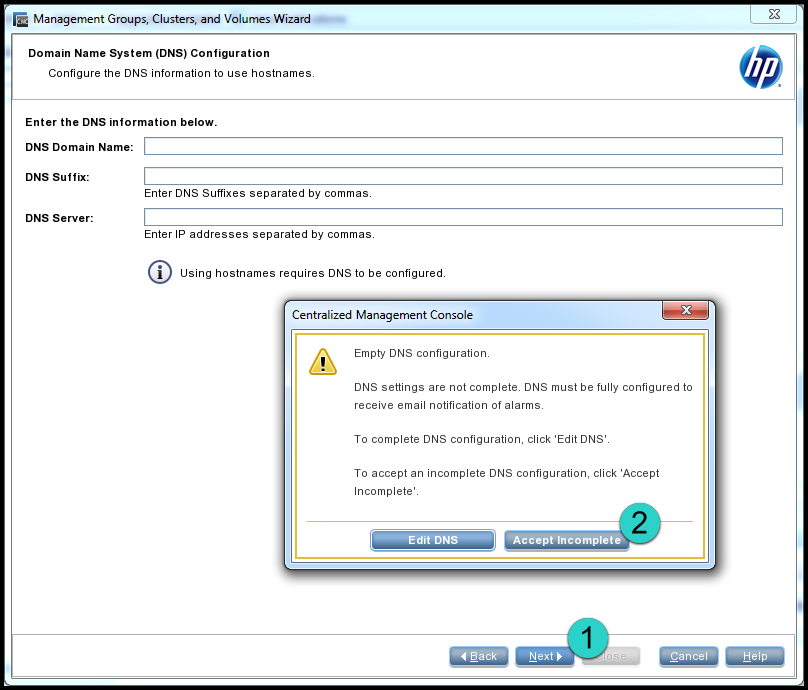 CMC Management Groups, Clusters, and Volumes Wizard
Domain Name System (DNS) Configuration
Configure the DNS information to use hostnames.
hp
Enter the DNS information below.
DNS Domain Name:
DNS Suffix:
Enter DNS Suffixes separated by commas.
DNS Server:
Enter IP addresses separated by commas.
Using hostnames requires DNS to be configured.
Centralized Management Console
Empty DNS configuration.
DNS settings are not complete. DNS must be fully configured to
receive email notification of alarms.
To complete DNS configuration, click 'Edit DNS'.
To accept an incomplete DNS configuration, click 'Accept
Incomplete'.
2
Edit DNS Accept Incomplete
1
Back Next Close Cancel Help